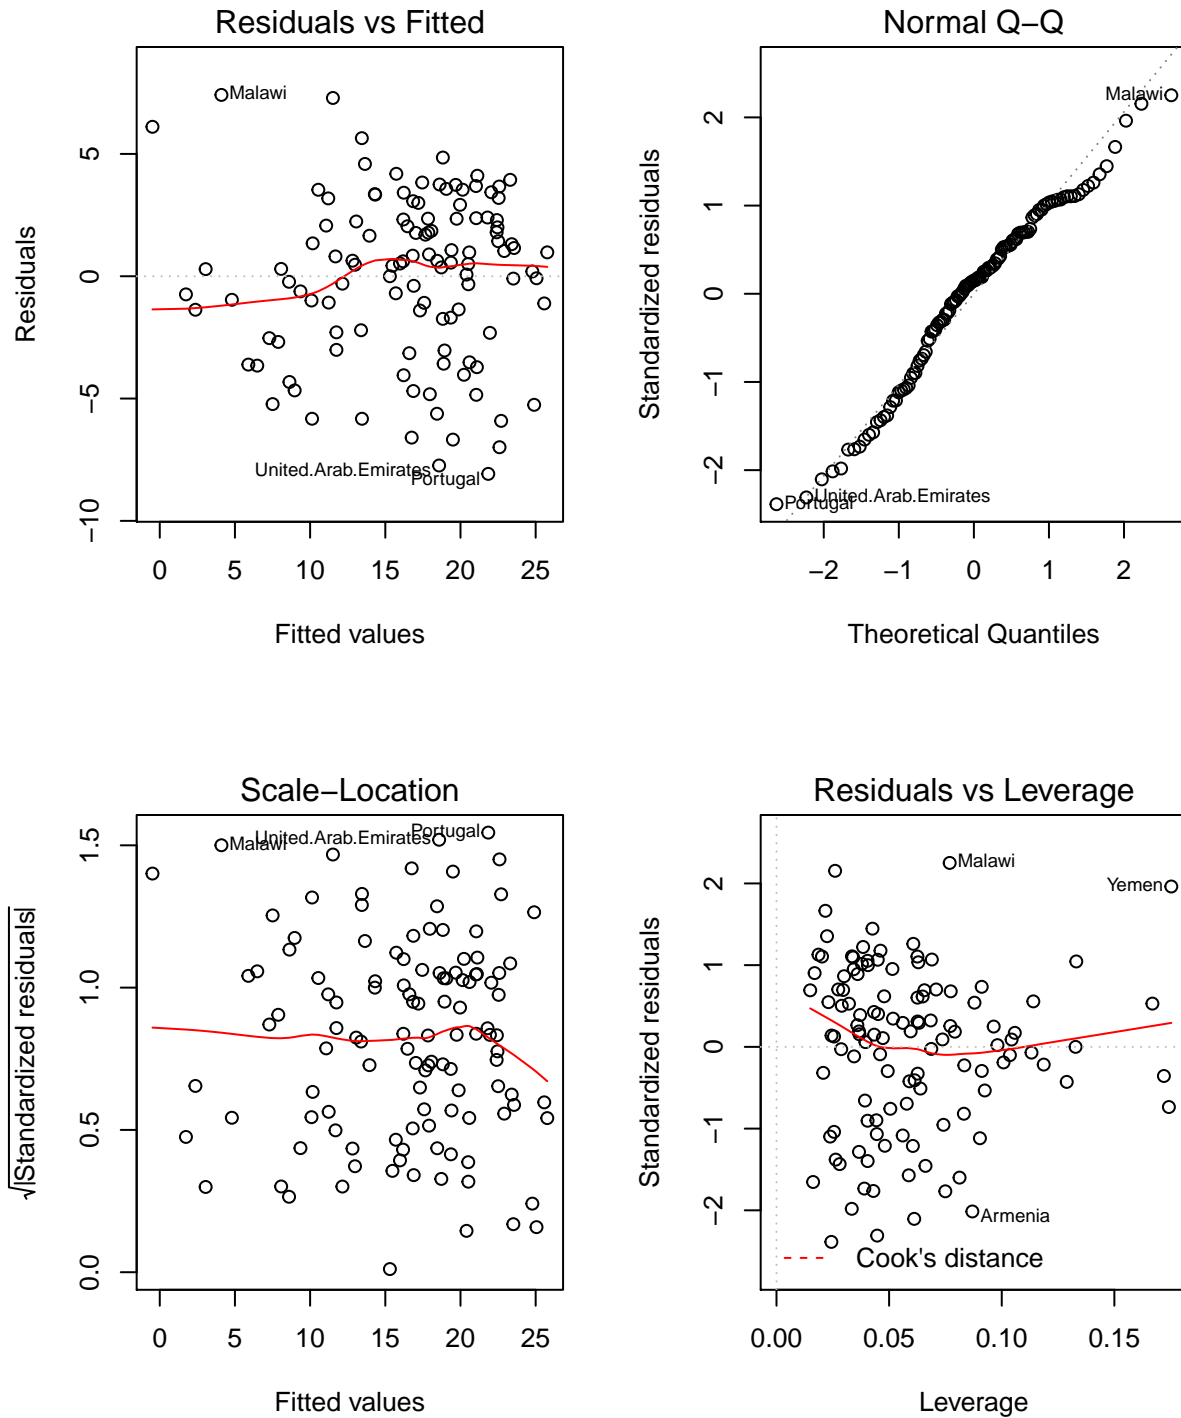 Residuals vs Fitted
Residuals
5
0
−5
−10
Malawi
United.Arab.Emirates
Portugal
0 5 10 15 20 25
Fitted values
Normal Q−Q
Standardized residuals
2
1
0
−1
−2
Malawi
United.Arab.Emirates
Portugal
−2 −1 0 1 2
Theoretical Quantiles
Scale−Location
√|Standardized residuals|
1.5
1.0
0.5
0.0
Portugal
United.Arab.Emirates
Malawi
0 5 10 15 20 25
Fitted values
Residuals vs Leverage
Standardized residuals
2
1
0
−1
−2
Malawi
Yemen
Armenia
Cook's distance
0.00 0.05 0.10 0.15
Leverage